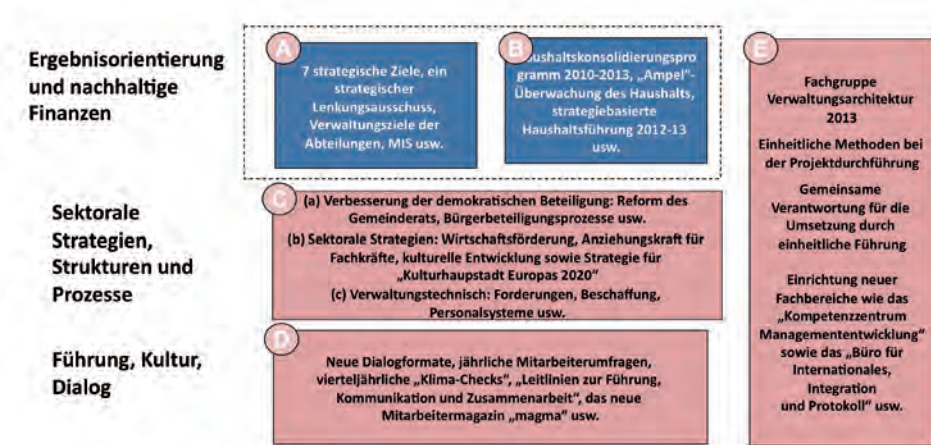 Ergebnisorientierung
und nachhaltige
Finanzen
A
7 strategische Ziele, ein
strategischer
Lenkungsausschuss,
Verwaltungsziele der
Abteilungen, MIS usw.
B
aushaltskonsolidierungspro
gramm 2010-2013, „Ampel"-
Überwachung des Haushalts,
strategiebasierte
Haushaltsführung 2012-13
usw.
Sektorale
Strategien,
Strukturen und
Prozesse
C
(a) Verbesserung der demokratischen Beteiligung: Reform des
Gemeinderats, Bürgerbeteiligungsprozesse usw.
(b) Sektorale Strategien: Wirtschaftsförderung, Anziehungskraft für
Fachkräfte, kulturelle Entwicklung sowie Strategie für
„Kulturhauptstadt Europas 2020"
(c) Verwaltungstechnisch: Forderungen, Beschaffung,
Personalsysteme usw.
Führung, Kultur,
Dialog
D
Neue Dialogformate, jährliche Mitarbeiterumfragen,
vierteljährliche „Klima-Checks", „Leitlinien zur Führung,
Kommunikation und Zusammenarbeit", das neue
Mitarbeitermagazin „magma" usw.
E
Fachgruppe
Verwaltungsarchitektur
2013
Einheitliche Methoden bei
der Projektdurchführung
Gemeinsame
Verantwortung für die
Umsetzung durch
einheitliche Führung
Einrichtung neuer
Fachbereiche wie das
„Kompetenzzentrum
Managemententwicklung"
sowie das „Büro für
Internationales,
Integration
und Protokoll" usw.